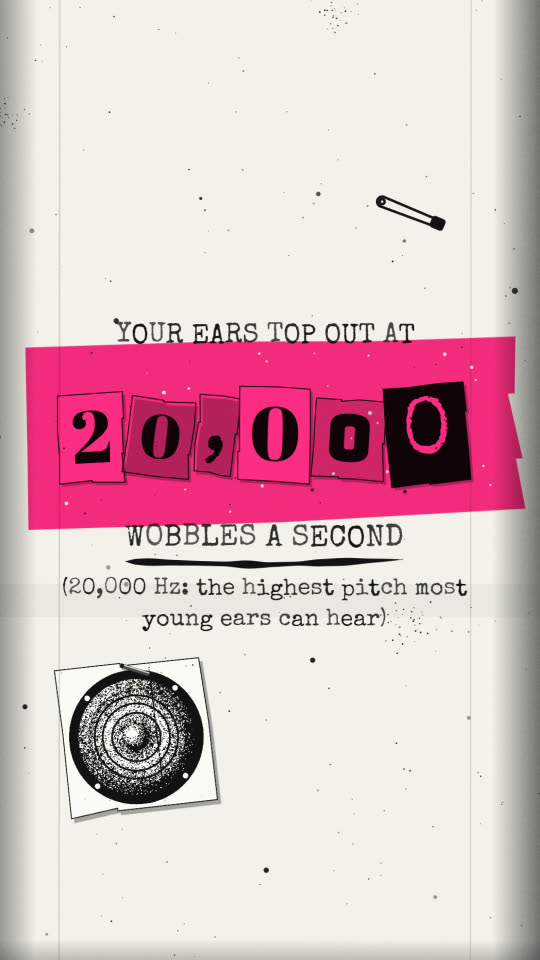 YOUR EARS TOP OUT AT
20,000
WOBBLES A SECOND
(20,000 Hz: the highest pitch most
young ears can hear)